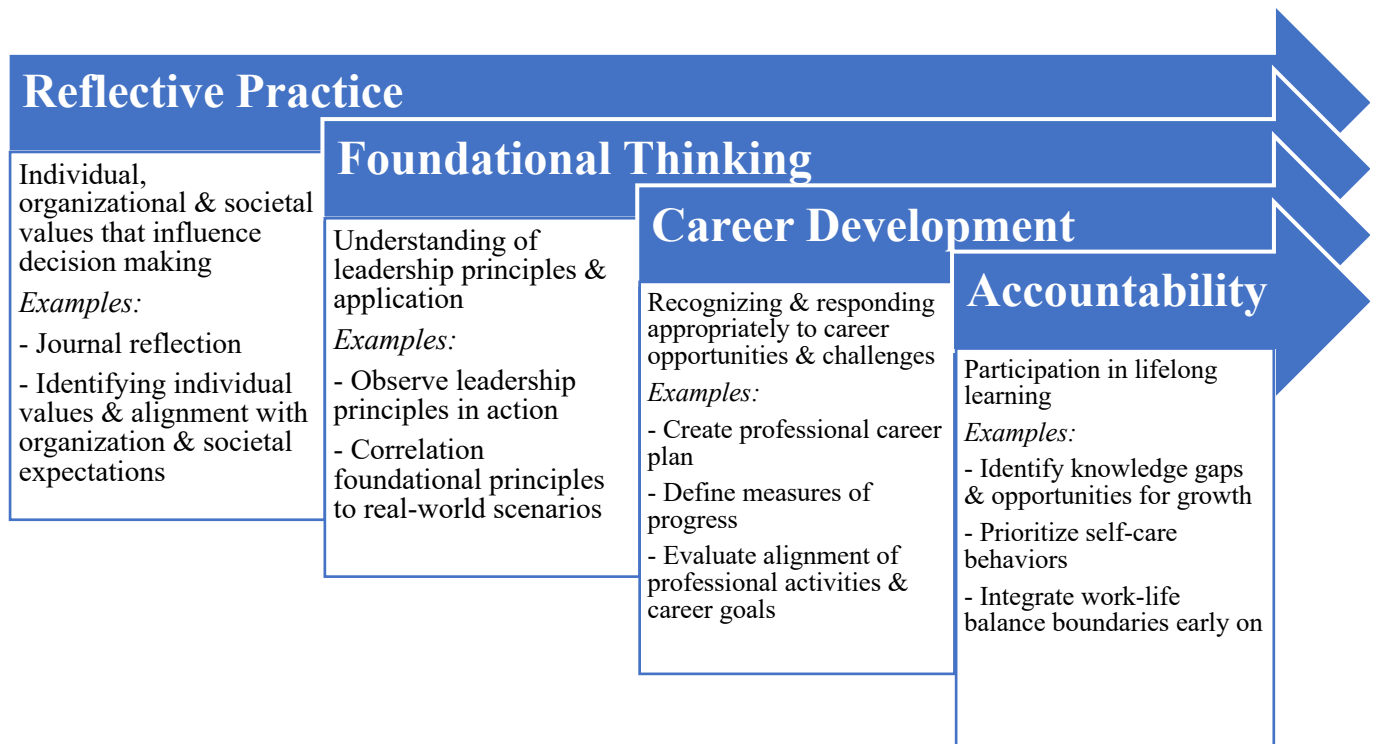 Reflective Practice
Individual,
organizational & societal
values that influence
decision making
Examples:
- Journal reflection
- Identifying individual
values & alignment with
organization & societal
expectations
Foundational Thinking
Understanding of
leadership principles &
application
Examples:
- Observe leadership
principles in action
- Correlation
foundational principles
to real-world scenarios
Career Development
Recognizing & responding
appropriately to career
opportunities & challenges
Examples:
- Create professional career
plan
- Define measures of
progress
- Evaluate alignment of
professional activities &
career goals
Accountability
Participation in lifelong
learning
Examples:
- Identify knowledge gaps
& opportunities for growth
- Prioritize self-care
behaviors
- Integrate work-life
balance boundaries early on